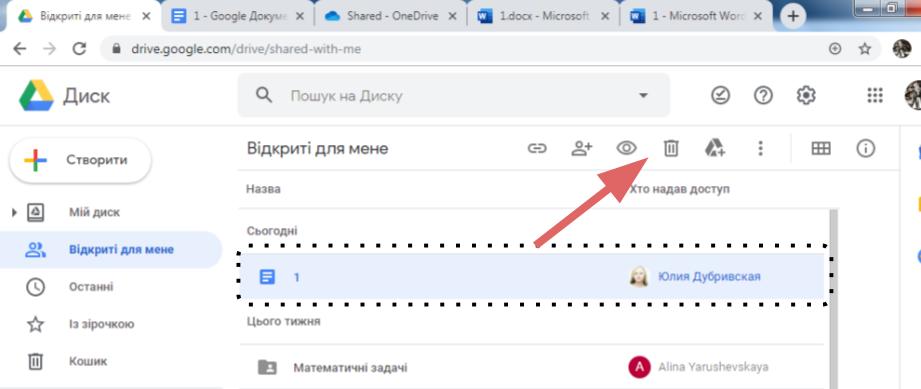 Відкриті для мене
1 - Google Докуме
Shared - OneDrive
1.docx - Microsoft
1 - Microsoft Word
drive.google.com/drive/shared-with-me
Диск
Пошук на Диску
Створити
Відкриті для мене
Назва
Хто надав доступ
Мій диск
Сьогодні
Відкриті для мене
1
Юлия Дубривская
Останні
Цього тижня
Із зірочкою
Кошик
Математичні задачі
A Alina Yarushevskaya